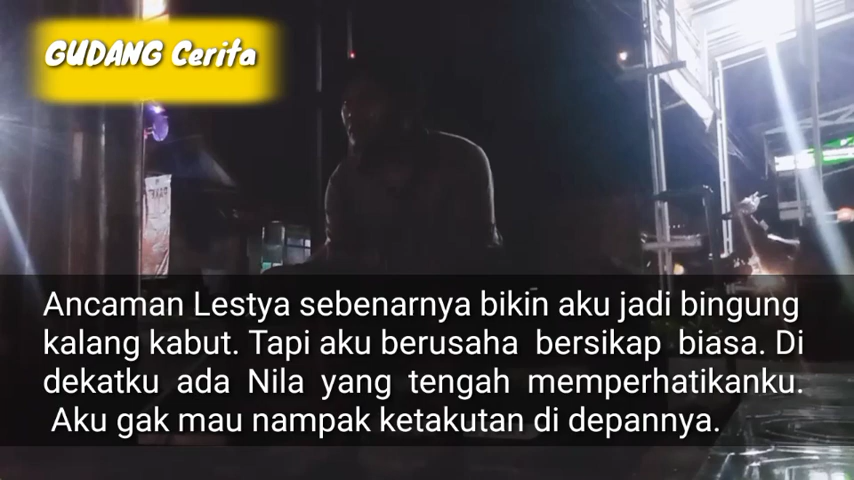 GUDANG Cerita
Ancaman Lestya sebenarnya bikin aku jadi bingung
kalang kabut. Tapi aku berusaha bersikap biasa. Di
dekatku ada Nila yang tengah memperhatikanku.
Aku gak mau nampak ketakutan di depannya.